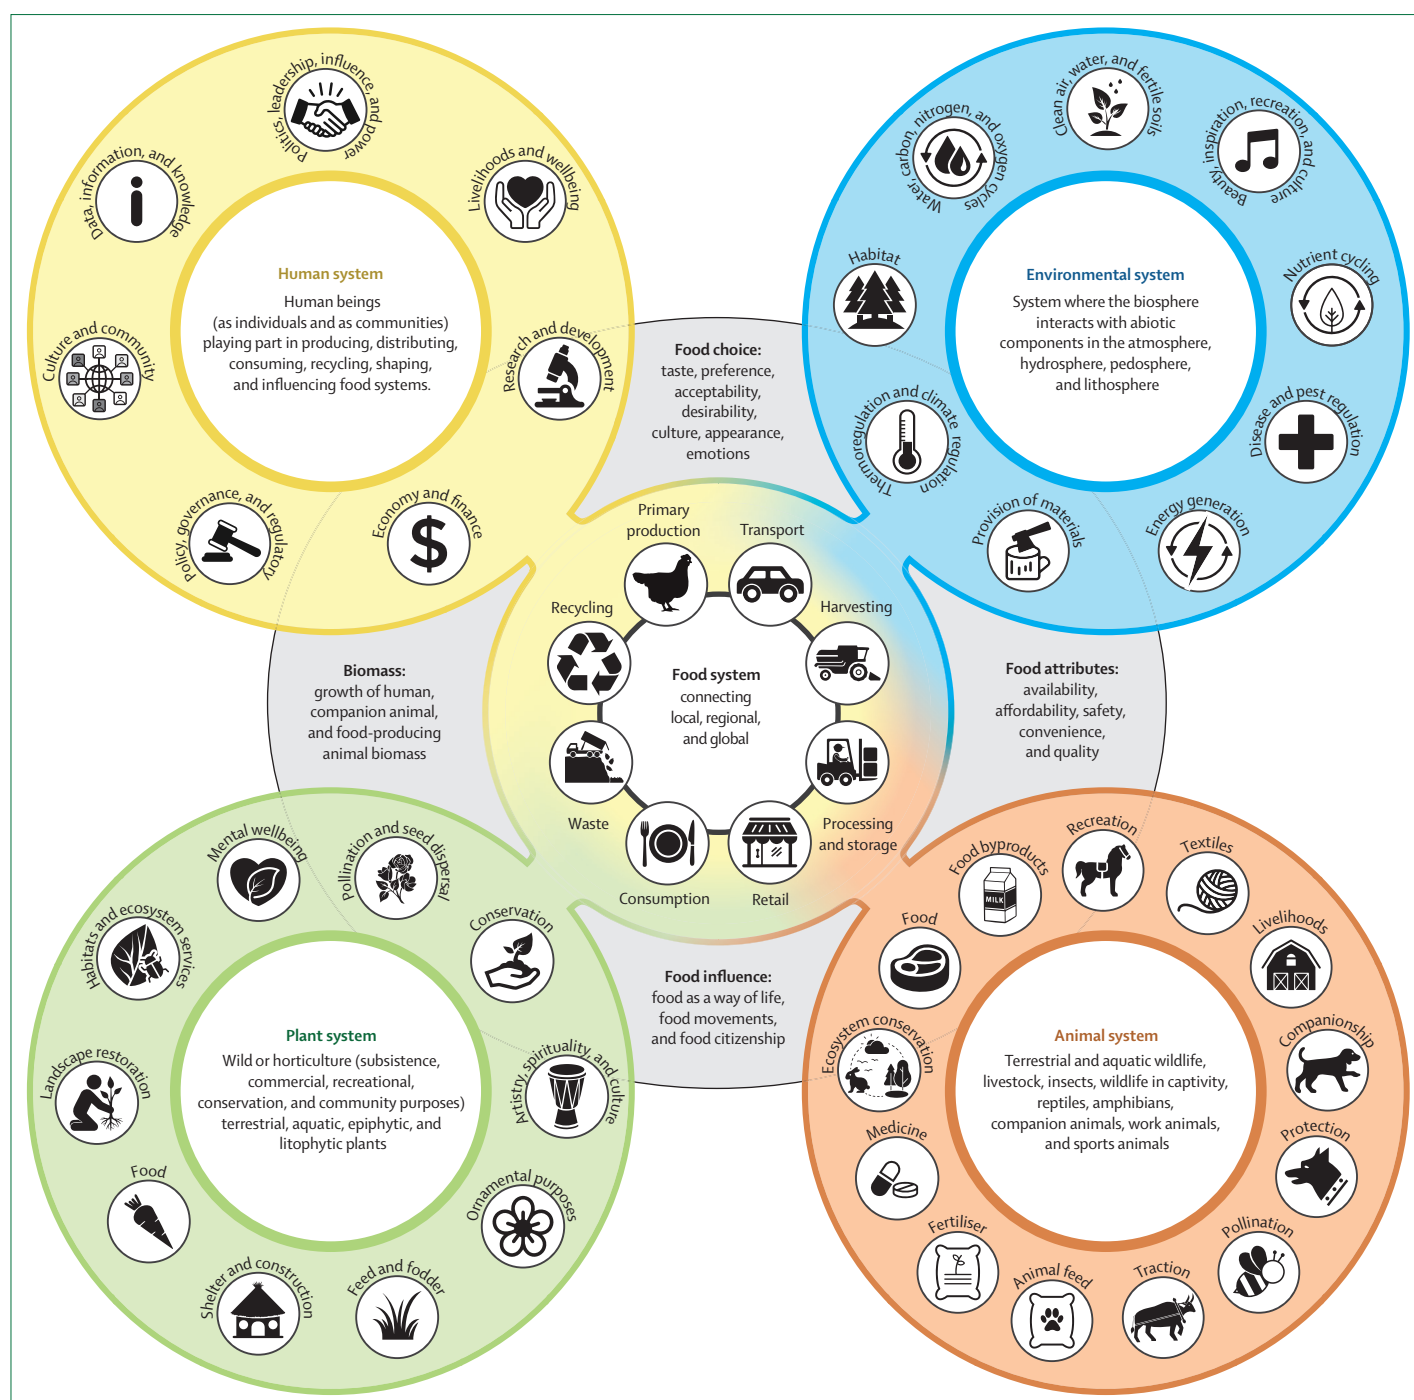 Politics, leadership, influence, and power
Data, information, and knowledge
Livelihoods and wellbeing
Culture and community
Research and development
Policy, governance, and regulatory
Economy and finance
Human system
Human beings
(as individuals and as communities)
playing part in producing, distributing,
consuming, recycling, shaping,
and influencing food systems.
Clean air, water, and fertile soils
Water, carbon, nitrogen, and oxygen cycles
Beauty, inspiration, recreation, and culture
Habitat
Nutrient cycling
Thermoregulation and climate regulation
Disease and pest regulation
Provision of materials
Energy generation
Environmental system
System where the biosphere
interacts with abiotic
components in the atmosphere,
hydrosphere, pedosphere,
and lithosphere
Food choice:
taste, preference,
acceptability,
desirability,
culture, appearance,
emotions
Biomass:
growth of human,
companion animal,
and food-producing
animal biomass
Primary
production
Transport
Recycling
Harvesting
Food system
connecting
local, regional,
and global
Waste
Processing
and storage
Consumption
Retail
Food attributes:
availability,
affordability, safety,
convenience,
and quality
Food influence:
food as a way of life,
food movements,
and food citizenship
Mental wellbeing
Pollination and seed dispersal
Habitats and ecosystem services
Conservation
Landscape restoration
Artistry, spirituality, and culture
Food
Ornamental purposes
Shelter and construction
Feed and fodder
Plant system
Wild or horticulture (subsistence,
commercial, recreational,
conservation, and community purposes)
terrestrial, aquatic, epiphytic, and
litophytic plants
Recreation
Food byproducts
MILK
Textiles
Food
Livelihoods
Ecosystem conservation
Companionship
Medicine
Protection
Fertiliser
Pollination
Animal feed
Traction
Animal system
Terrestrial and aquatic wildlife,
livestock, insects, wildlife in captivity,
reptiles, amphibians,
companion animals, work animals,
and sports animals